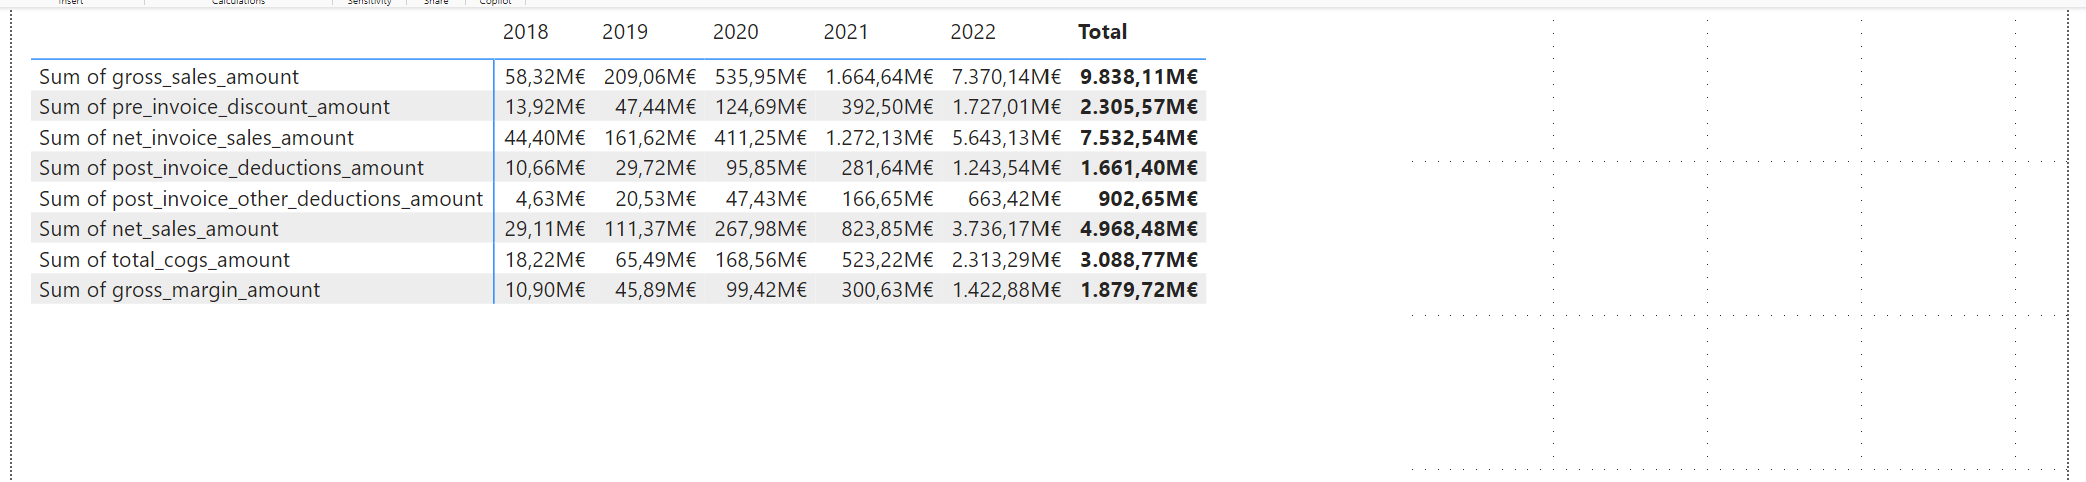 Insert Calculations Sensitivity Share Copilot
2018 2019 2020 2021 2022 Total
Sum of gross_sales_amount 58,32M€ 209,06M€ 535,95M€ 1.664,64M€ 7.370,14M€ 9.838,11M€
Sum of pre_invoice_discount_amount 13,92M€ 47,44M€ 124,69M€ 392,50M€ 1.727,01M€ 2.305,57M€
Sum of net_invoice_sales_amount 44,40M€ 161,62M€ 411,25M€ 1.272,13M€ 5.643,13M€ 7.532,54M€
Sum of post_invoice_deductions_amount 10,66M€ 29,72M€ 95,85M€ 281,64M€ 1.243,54M€ 1.661,40M€
Sum of post_invoice_other_deductions_amount 4,63M€ 20,53M€ 47,43M€ 166,65M€ 663,42M€ 902,65M€
Sum of net_sales_amount 29,11M€ 111,37M€ 267,98M€ 823,85M€ 3.736,17M€ 4.968,48M€
Sum of total_cogs_amount 18,22M€ 65,49M€ 168,56M€ 523,22M€ 2.313,29M€ 3.088,77M€
Sum of gross_margin_amount 10,90M€ 45,89M€ 99,42M€ 300,63M€ 1.422,88M€ 1.879,72M€